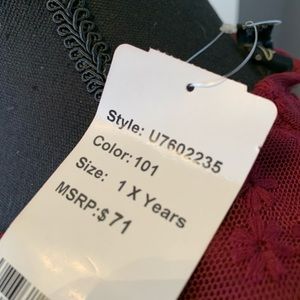 Style: U7602235
Color: 101
Size: 1 X Years
MSRP:$ 71